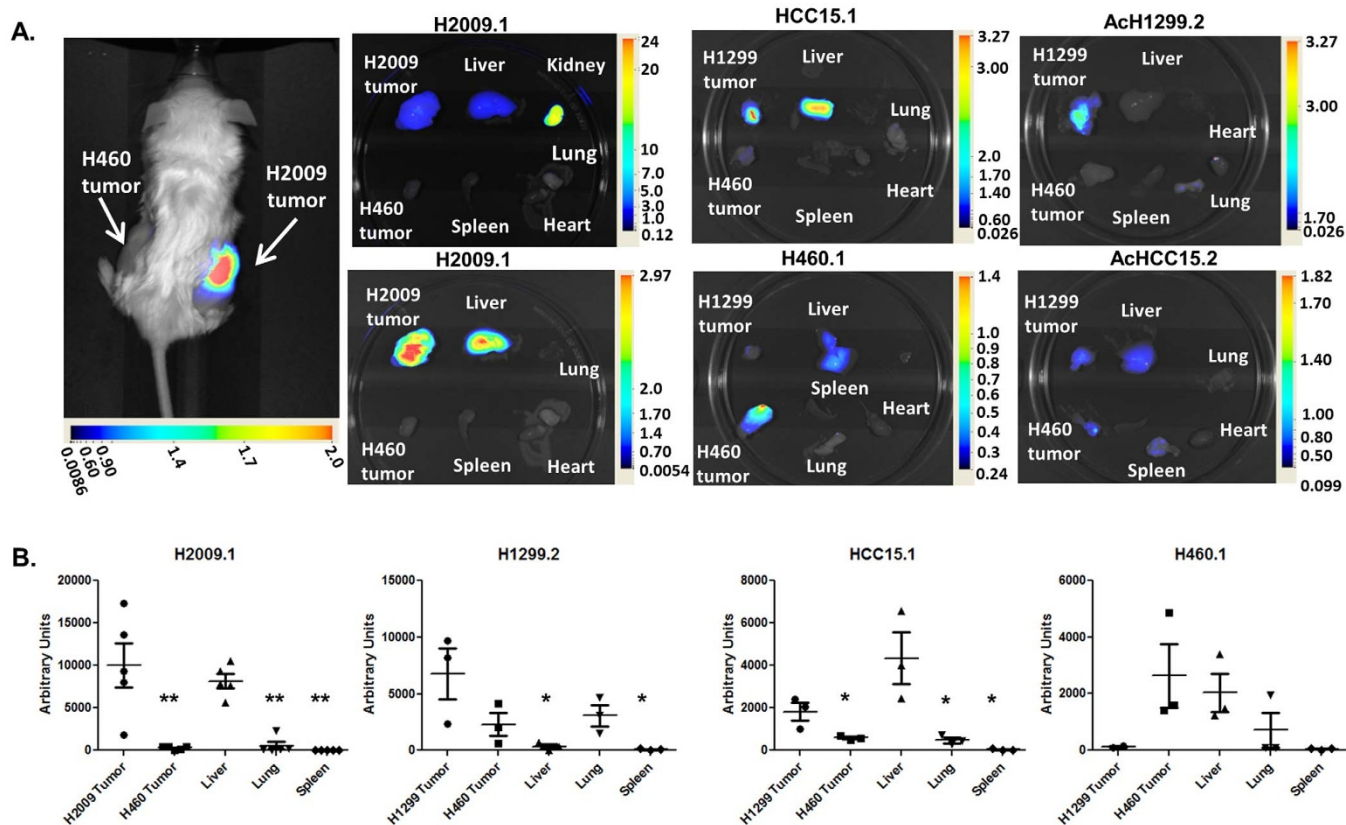 A.
H460
tumor
H2009
tumor
0.0086
0.60
0.90
1.4
1.7
2.0
H2009.1
H2009
tumor
Liver
Kidney
Lung
H460
tumor
Spleen
Heart
24
20
10
7.0
5.0
3.0
1.0
0.12
HCC15.1
H1299
tumor
Liver
Lung
H460
tumor
Spleen
Heart
3.27
3.00
2.0
1.40
0.60
0.026
AcH1299.2
H1299
tumor
Liver
Heart
H460
tumor
Lung
3.27
3.00
1.70
0.026
H2009.1
H2009
tumor
Liver
Lung
H460
tumor
Spleen
Heart
2.97
2.0
1.70
1.4
0.70
0.0054
H460.1
H1299
tumor
Liver
Spleen
Heart
H460
tumor
Lung
1.4
1.0
0.9
0.8
0.7
0.6
0.5
0.4
0.3
0.24
AcHCC15.2
H1299
tumor
Liver
Lung
H460
tumor
Heart
Spleen
1.82
1.70
1.40
1.00
0.80
0.50
0.099
B.
H2009.1
Arbitrary Units
20000
15000
10000
5000
0
** ** **
H2009 Tumor
H460 Tumor
Liver
Lung
Spleen
H1299.2
Arbitrary Units
15000
10000
5000
0
* *
H1299 Tumor
H460 Tumor
Liver
Lung
Spleen
HCC15.1
Arbitrary Units
8000
6000
4000
2000
0
* * *
H1299 Tumor
H460 Tumor
Liver
Lung
Spleen
H460.1
Arbitrary Units
6000
4000
2000
0
H1299 Tumor
H460 Tumor
Liver
Lung
Spleen